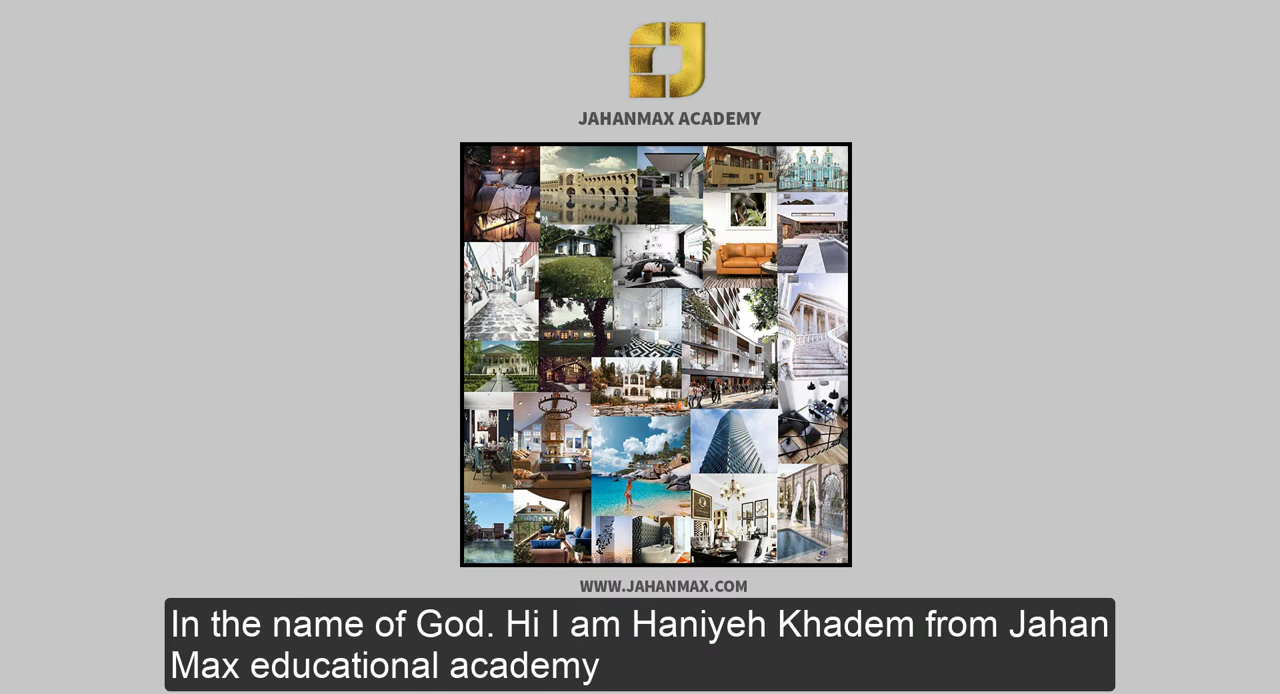 JAHANMAX ACADEMY
WWW.JAHANMAX.COM
In the name of God. Hi I am Haniyeh Khadem from Jahan
Max educational academy